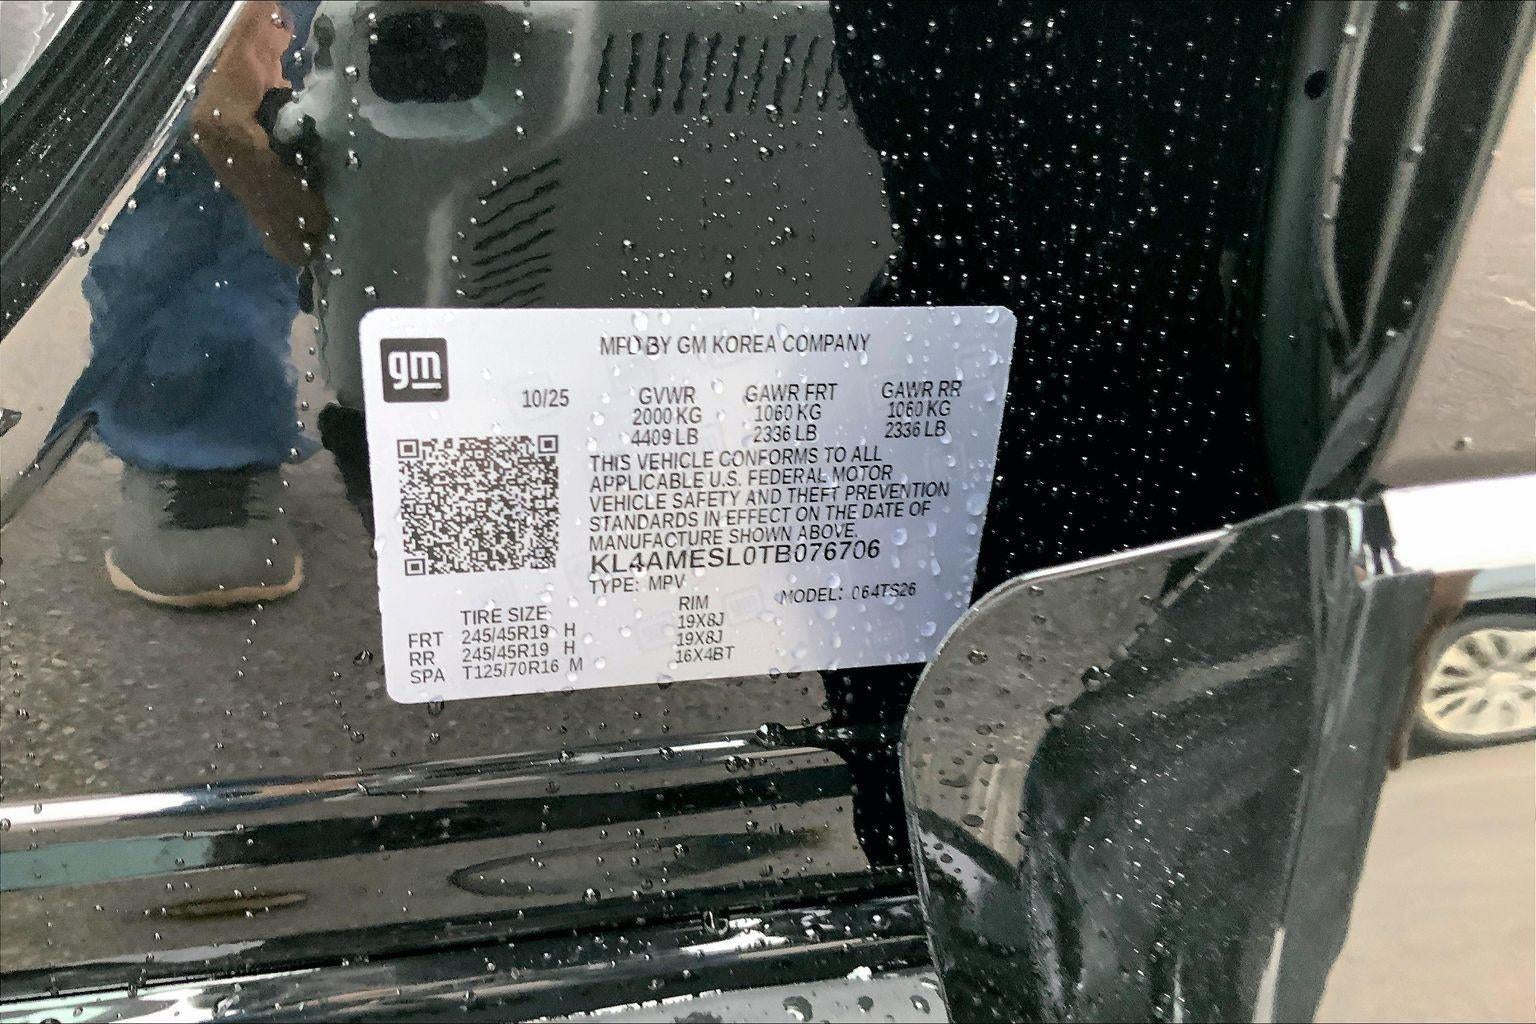 gm
MFD BY GM KOREA COMPANY
10/25 GVWR GAWR FRT GAWR RR
2000 KG 1060 KG 1060 KG
4409 LB 2336 LB 2336 LB
THIS VEHICLE CONFORMS TO ALL
APPLICABLE U.S. FEDERAL MOTOR
VEHICLE SAFETY AND THEFT PREVENTION
STANDARDS IN EFFECT ON THE DATE OF
MANUFACTURE SHOWN ABOVE.
KL4AMESL0TB076706
TYPE: MPV MODEL: 064TS26
TIRE SIZE RIM
FRT 245/45R19 H 19X8J
RR 245/45R19 H 19X8J
SPA T125/70R16 M 16X4BT